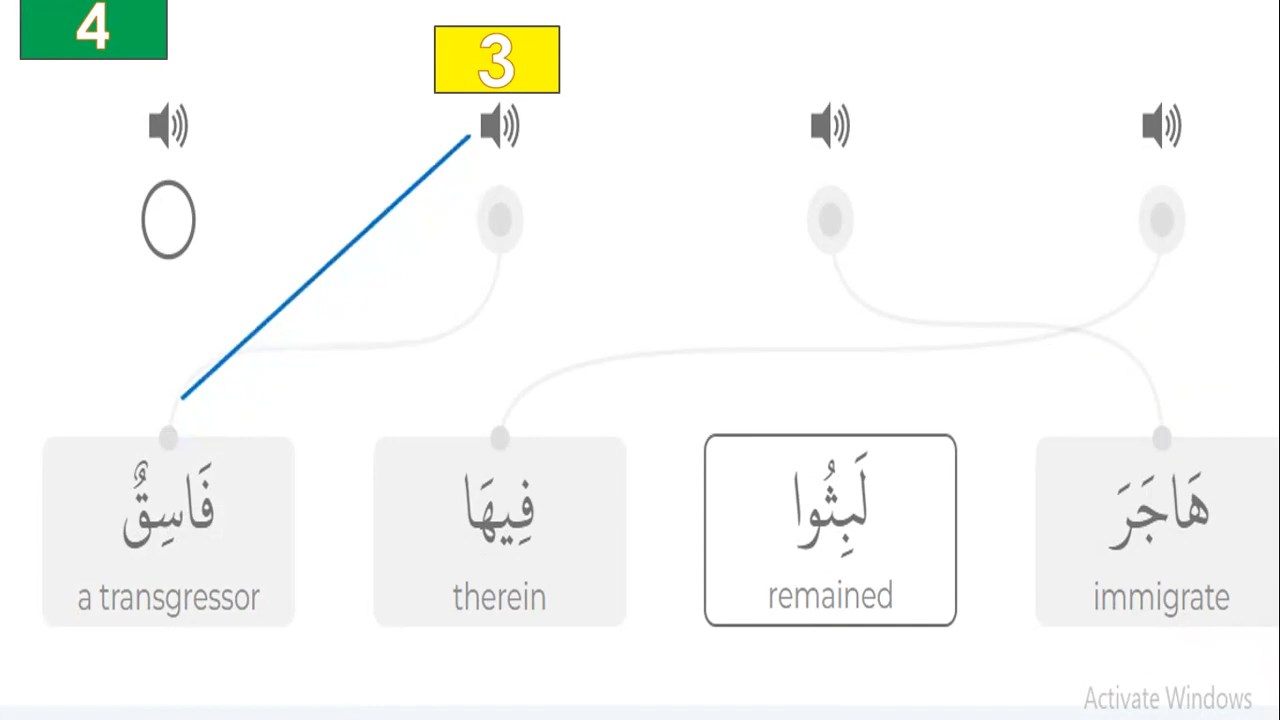 4
3
فَاسِقٌ
a transgressor
فِيهَا
therein
لَبِثُوا
remained
هَاجَرَ
immigrate
Activate Windows